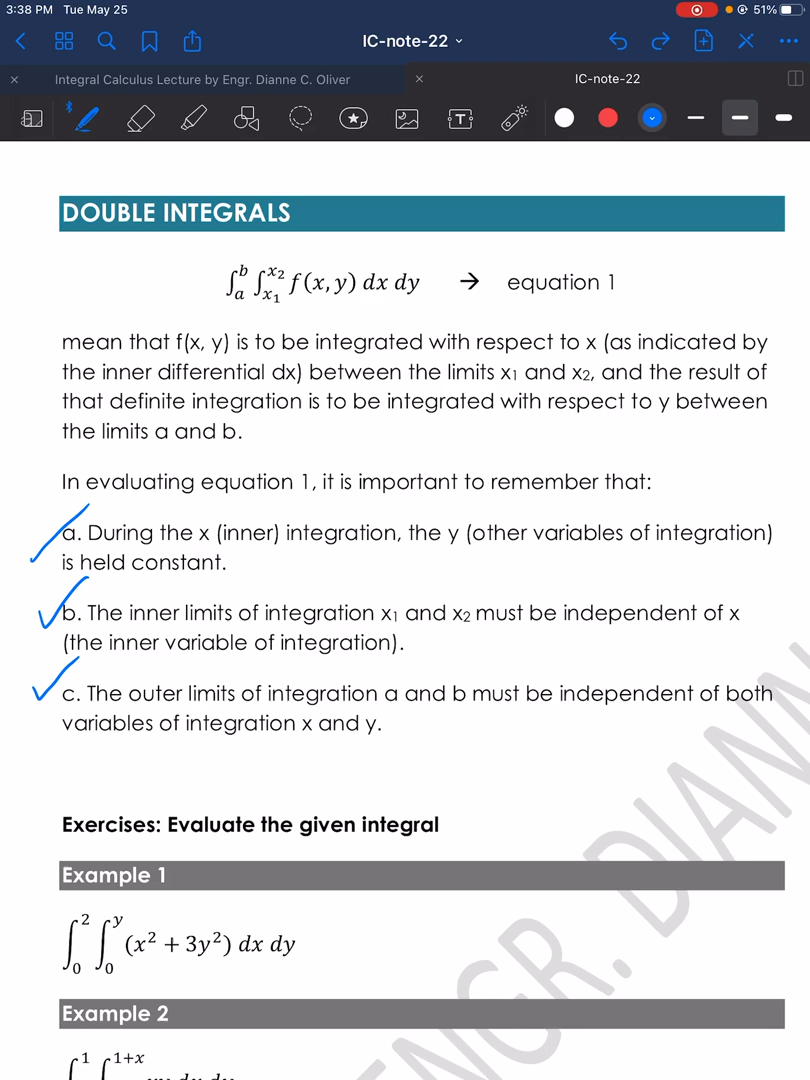 3:38 PM Tue May 25
51%
IC-note-22
Integral Calculus Lecture by Engr. Dianne C. Oliver
IC-note-22
DOUBLE INTEGRALS
∫_a^b ∫_{x₁}^{x₂} f(x, y) dx dy → equation 1
mean that f(x, y) is to be integrated with respect to x (as indicated by
the inner differential dx) between the limits x₁ and x₂, and the result of
that definite integration is to be integrated with respect to y between
the limits a and b.
In evaluating equation 1, it is important to remember that:
a. During the x (inner) integration, the y (other variables of integration)
is held constant.
b. The inner limits of integration x₁ and x₂ must be independent of x
(the inner variable of integration).
c. The outer limits of integration a and b must be independent of both
variables of integration x and y.
Exercises: Evaluate the given integral
Example 1
∫_0^2 ∫_0^y (x² + 3y²) dx dy
Example 2
∫^1 ∫^{1+x}
ENGR. DIANN